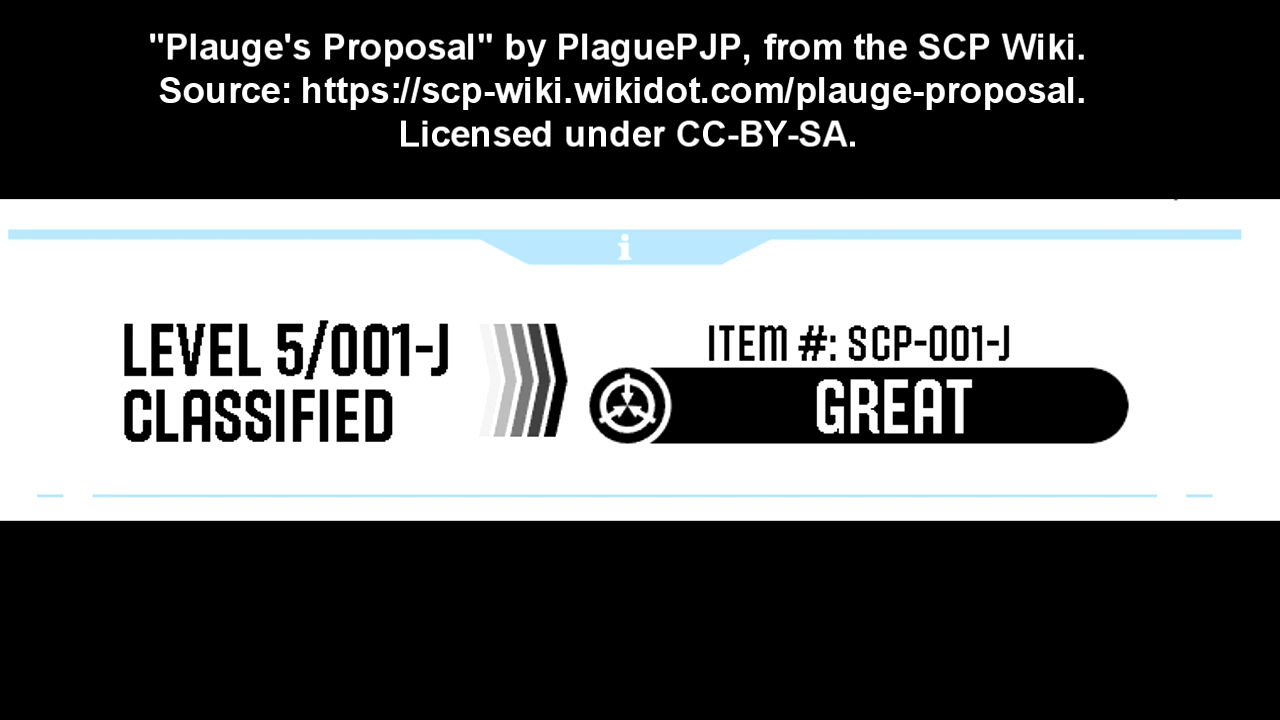 "Plauge's Proposal" by PlaguePJP, from the SCP Wiki.
Source: https://scp-wiki.wikidot.com/plauge-proposal.
Licensed under CC-BY-SA.
i
LEVEL 5/001-J
CLASSIFIED
ITEM #: SCP-001-J
GREAT